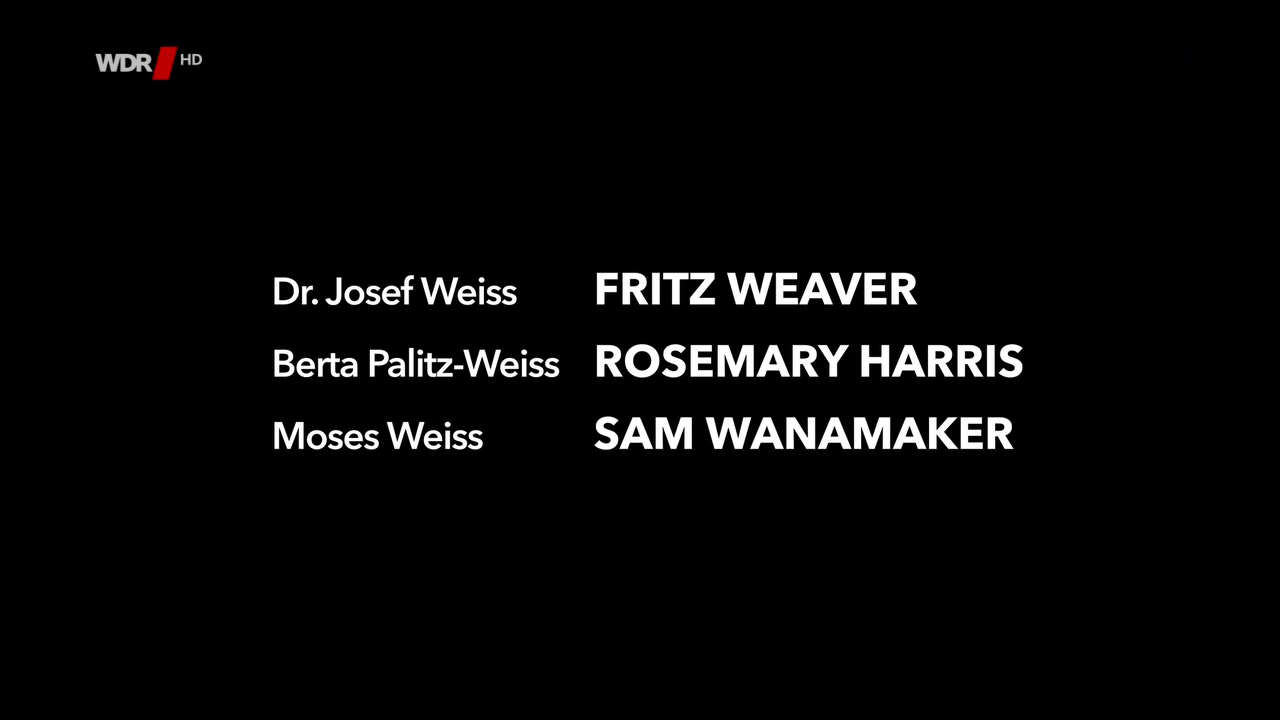 WDR HD
Dr. Josef Weiss FRITZ WEAVER
Berta Palitz-Weiss ROSEMARY HARRIS
Moses Weiss SAM WANAMAKER